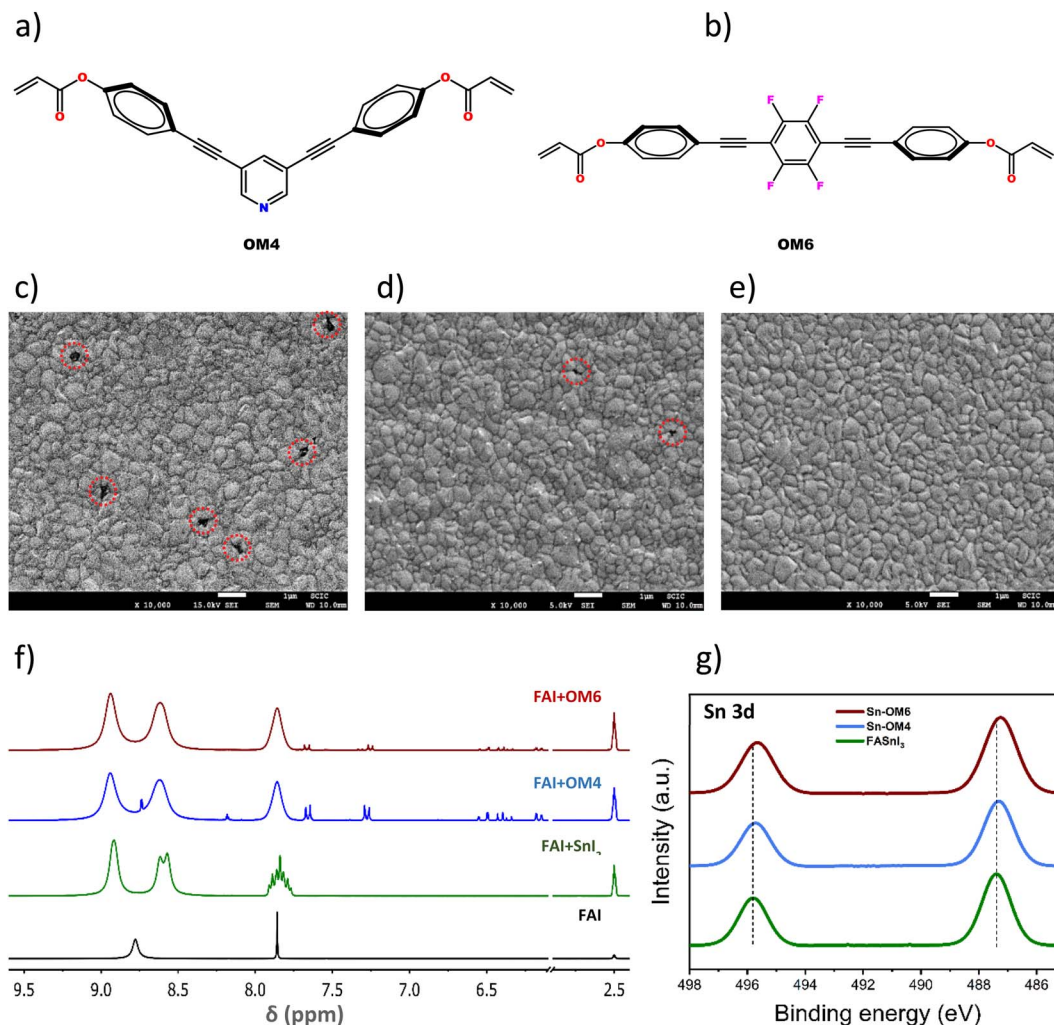 a)
b)
O
O
O
O
N
OM4
F
F
F
F
O
O
O
O
OM6
c)
d)
e)
X 10,000 15.0kV SEI SEM 1µm SCIC WD 10.0mm
X 10,000 5.0kV SEI SEM 1µm SCIC WD 10.0mm
X 10,000 5.0kV SEI SEM 1µm SCIC WD 10.0mm
f)
FAI+OM6
FAI+OM4
FAI+SnI
FAI
9.0 8.5 8.0 7.5 7.0 6.5 2.5
δ (ppm)
g)
Sn 3d
Sn-OM6
Sn-OM4
FASnI₃
Intensity (a.u.)
498 496 494 492 490 488 486
Binding energy (eV)